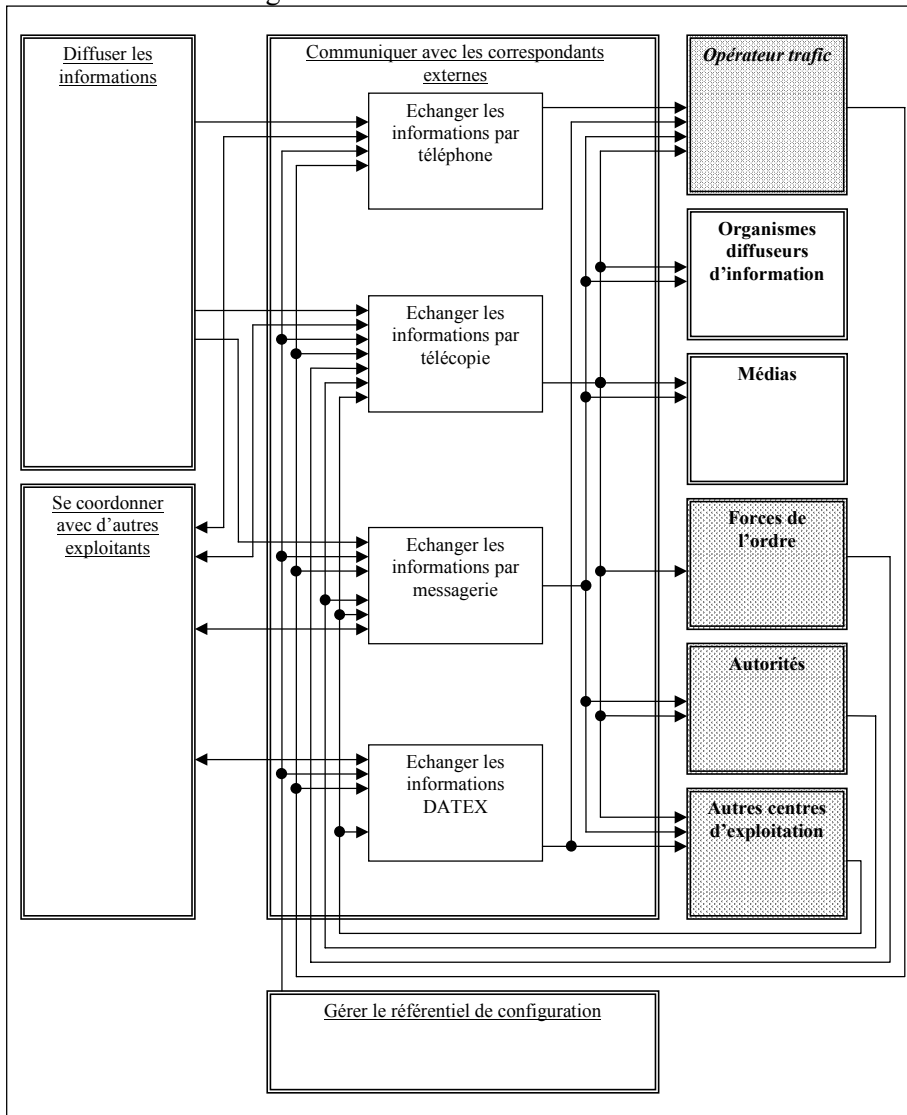 Diffuser les
informations
Communiquer avec les correspondants
externes
Echanger les
informations par
téléphone
Echanger les
informations par
télécopie
Echanger les
informations par
messagerie
Echanger les
informations
DATEX
Opérateur trafic
Organismes
diffuseurs
d’information
Médias
Forces de
l’ordre
Autorités
Autres centres
d’exploitation
Se coordonner
avec d’autres
exploitants
Gérer le référentiel de configuration